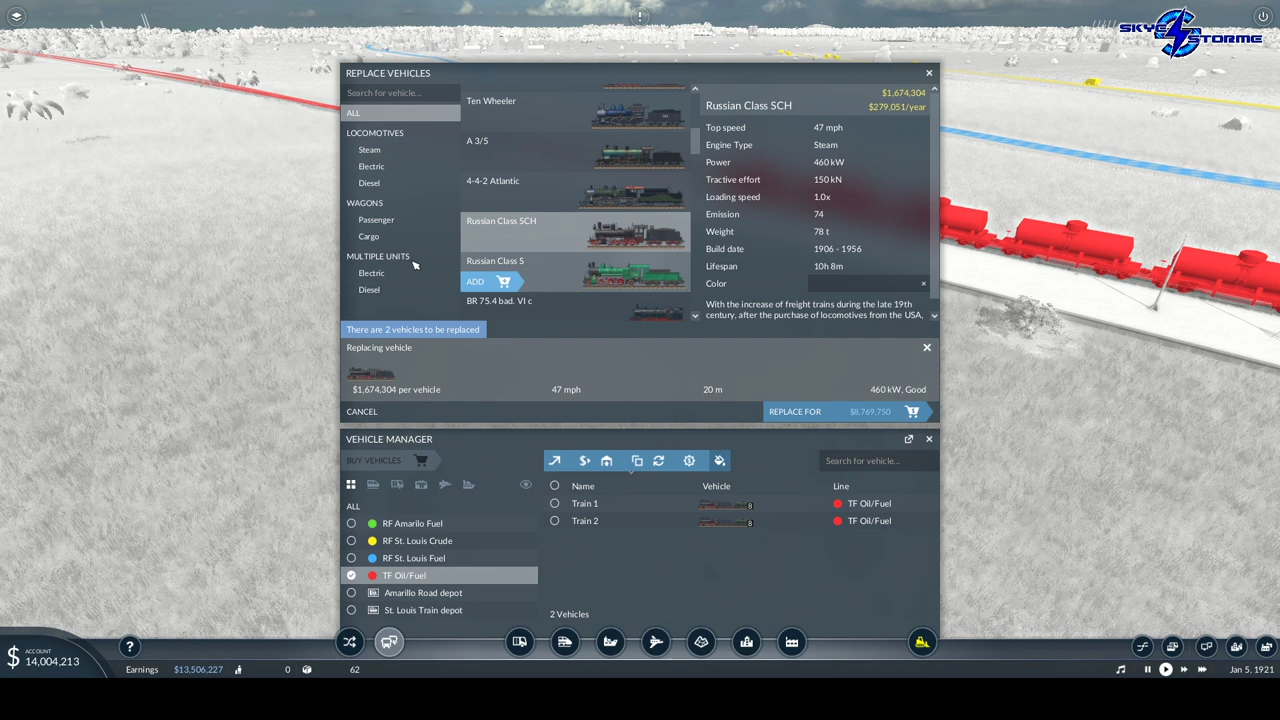 SKYE STORME
REPLACE VEHICLES
Search for vehicle...
ALL
LOCOMOTIVES
Steam
Electric
Diesel
WAGONS
Passenger
Cargo
MULTIPLE UNITS
Electric
Diesel
Ten Wheeler
A 3/5
4-4-2 Atlantic
Russian Class SCH
Russian Class S
ADD
BR 75.4 bad. VI c
$1,674,304
Russian Class SCH
$279,051/year
Top speed 47 mph
Engine Type Steam
Power 460 kW
Tractive effort 150 kN
Loading speed 1.0x
Emission 74
Weight 78 t
Build date 1906 - 1956
Lifespan 10h 8m
Color
With the increase of freight trains during the late 19th
century, after the purchase of locomotives from the USA,
There are 2 vehicles to be replaced
Replacing vehicle
$1,674,304 per vehicle 47 mph 20 m 460 kW, Good
CANCEL REPLACE FOR $8,769,750
VEHICLE MANAGER
BUY VEHICLES
Search for vehicle...
ALL
RF Amarilo Fuel
RF St. Louis Crude
RF St. Louis Fuel
TF Oil/Fuel
Amarillo Road depot
St. Louis Train depot
Name Vehicle Line
Train 1 8 TF Oil/Fuel
Train 2 8 TF Oil/Fuel
2 Vehicles
$ ACCOUNT
14,004,213
?
Earnings $13,506,227 0 62
Jan 5, 1921